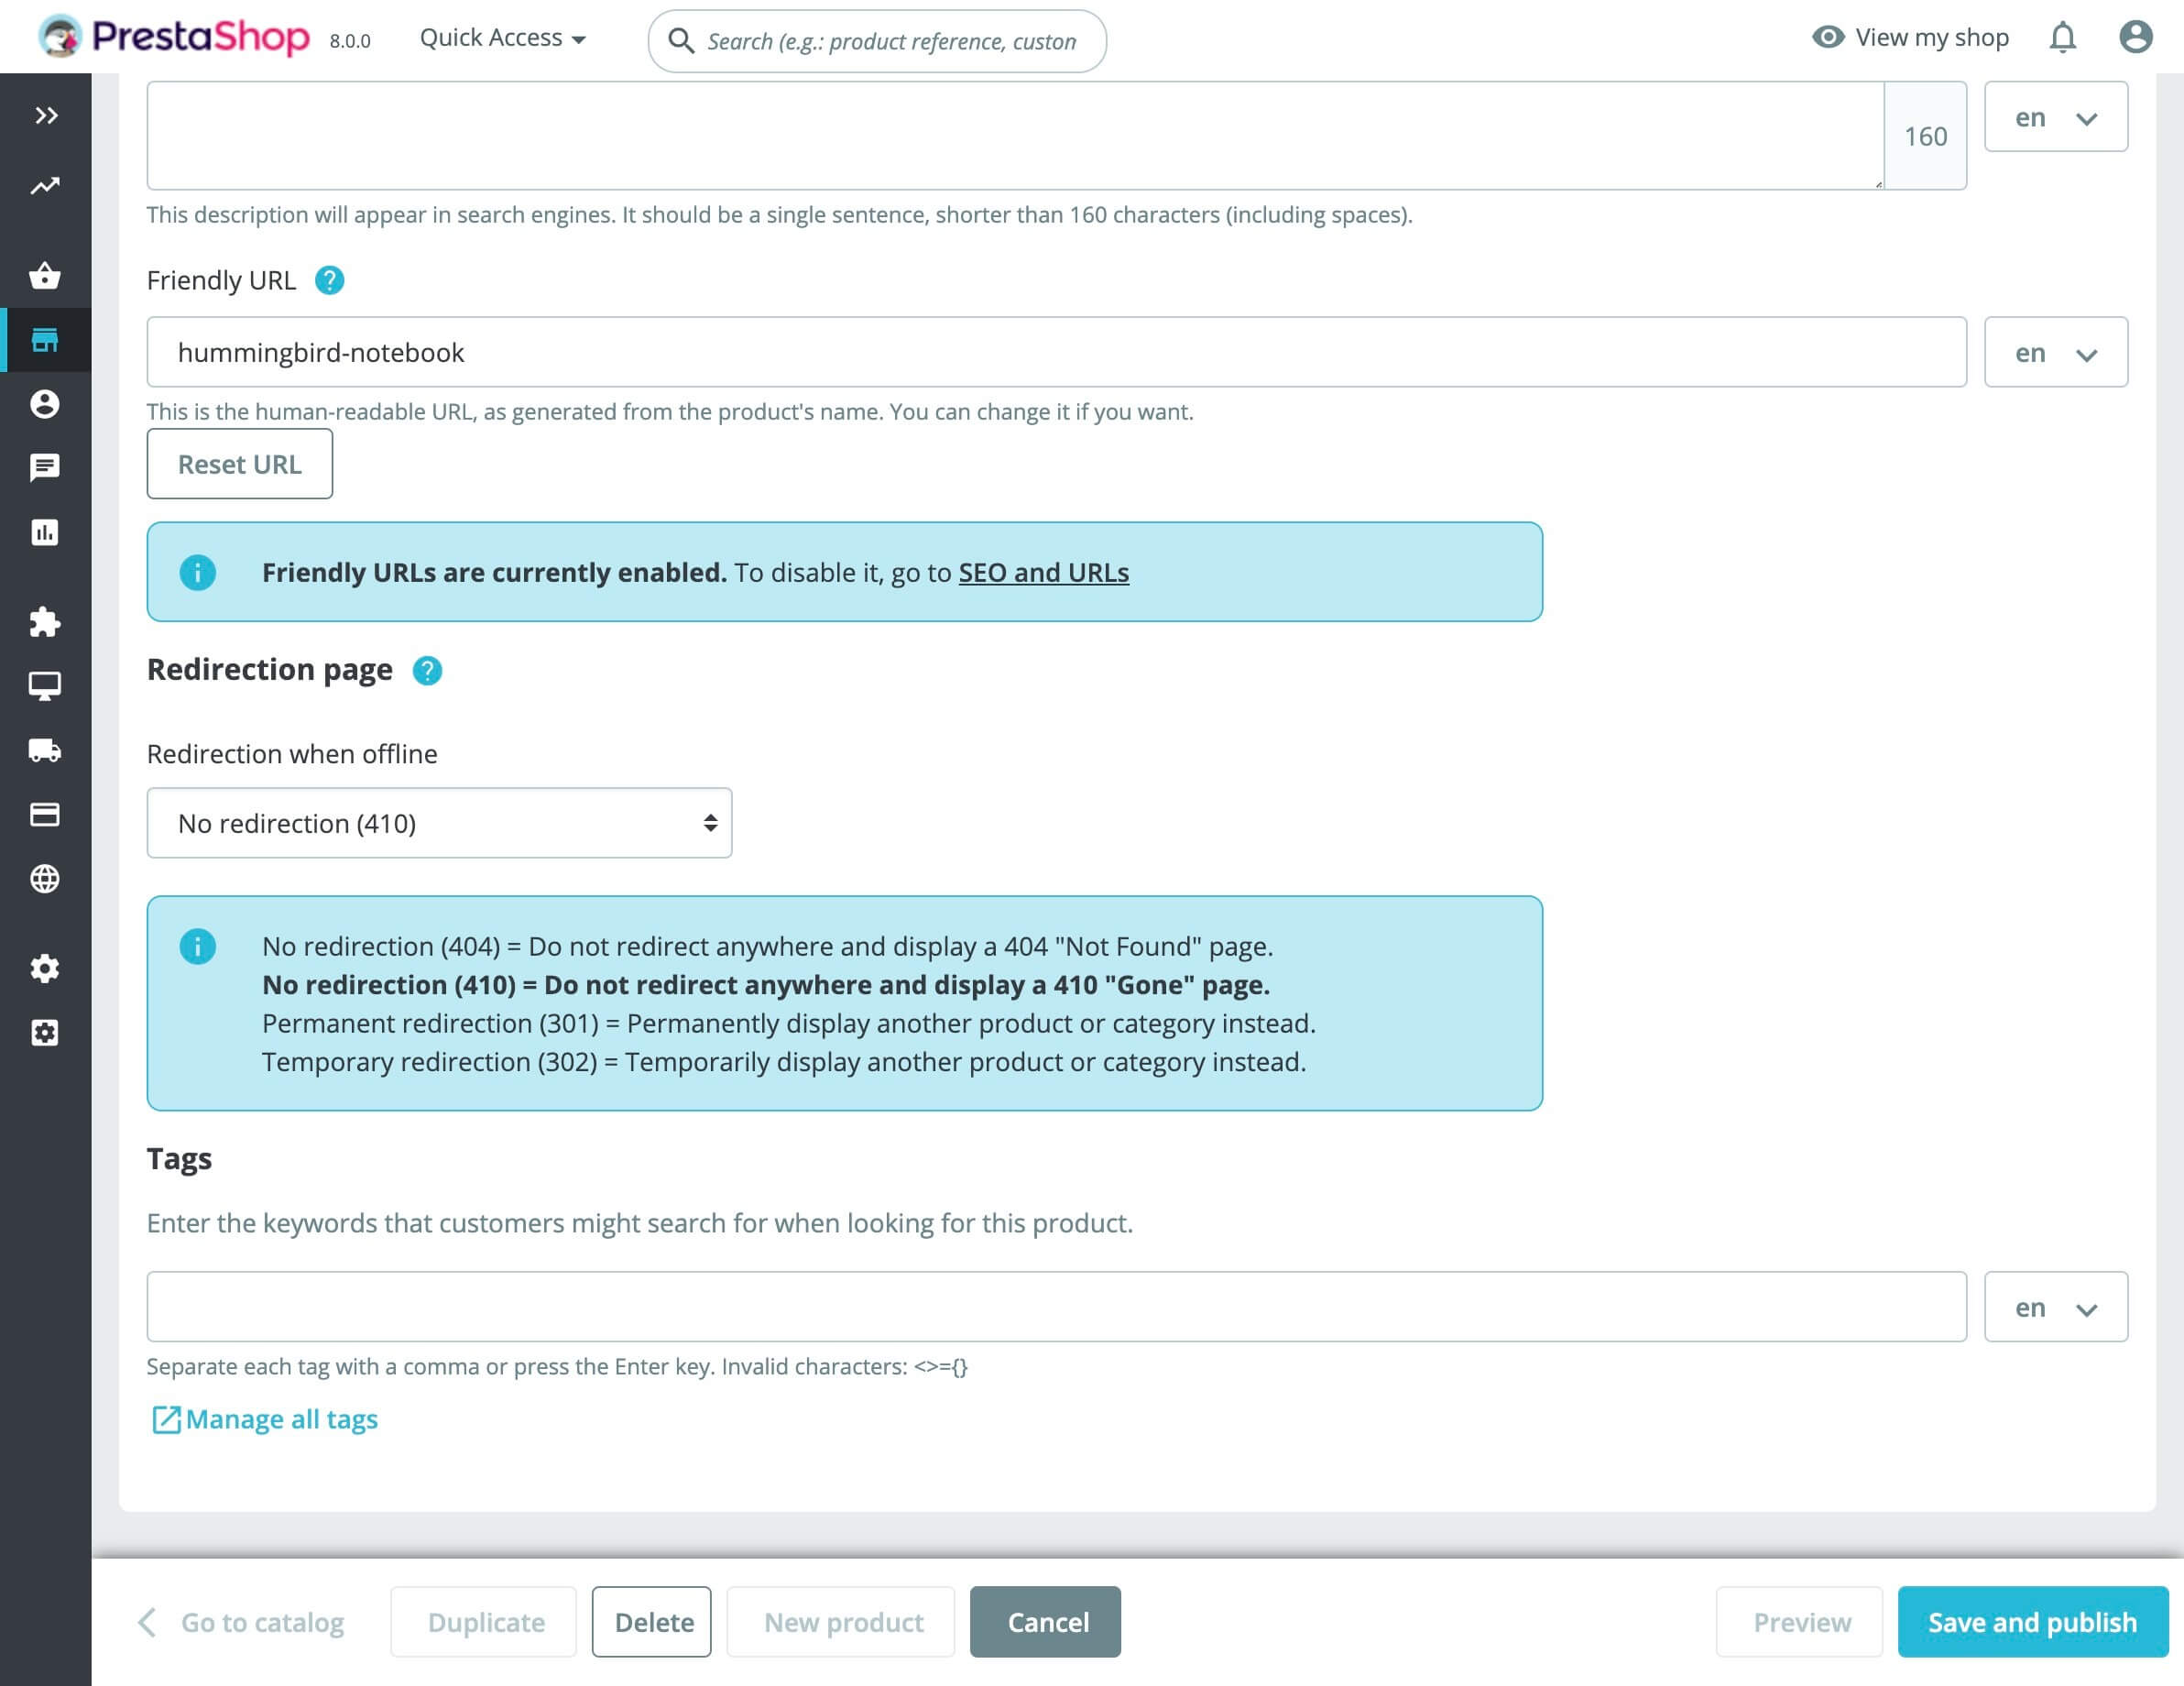 PrestaShop 8.0.0 Quick Access Search (e.g.: product reference, custon View my shop
160 en
This description will appear in search engines. It should be a single sentence, shorter than 160 characters (including spaces).
Friendly URL ?
hummingbird-notebook en
This is the human-readable URL, as generated from the product's name. You can change it if you want.
Reset URL
Friendly URLs are currently enabled. To disable it, go to SEO and URLs
Redirection page ?
Redirection when offline
No redirection (410)
No redirection (404) = Do not redirect anywhere and display a 404 "Not Found" page.
No redirection (410) = Do not redirect anywhere and display a 410 "Gone" page.
Permanent redirection (301) = Permanently display another product or category instead.
Temporary redirection (302) = Temporarily display another product or category instead.
Tags
Enter the keywords that customers might search for when looking for this product.
en
Separate each tag with a comma or press the Enter key. Invalid characters: <>={}
Manage all tags
Go to catalog Duplicate Delete New product Cancel Preview Save and publish